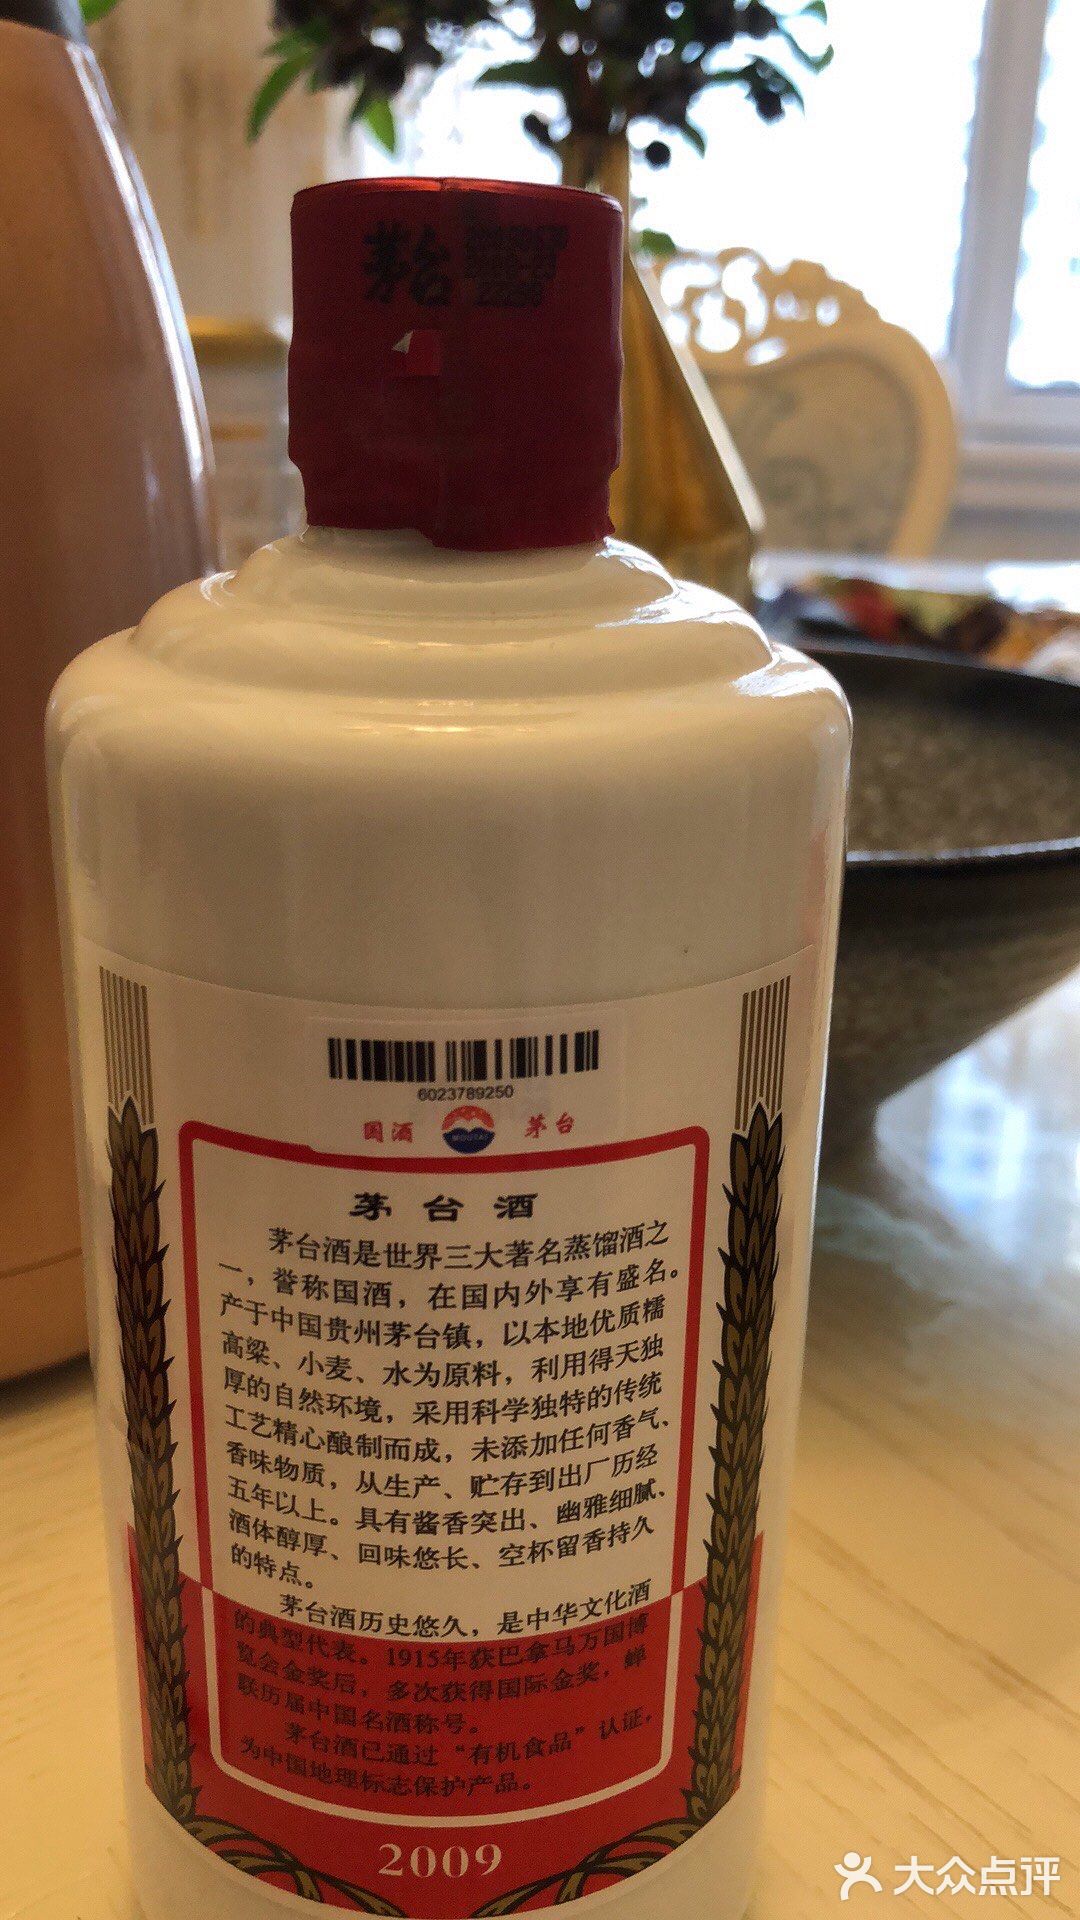 茅台
6023789250
国酒 MOUTAI 茅台
茅台酒
茅台酒是世界三大著名蒸馏酒之
一，誉称国酒，在国内外享有盛名。
产于中国贵州茅台镇，以本地优质糯
高粱、小麦、水为原料，利用得天独
厚的自然环境，采用科学独特的传统
工艺精心酿制而成，未添加任何香气、
香味物质，从生产、贮存到出厂历经
五年以上。具有酱香突出、幽雅细腻、
酒体醇厚、回味悠长、空杯留香持久
的特点。
茅台酒历史悠久，是中华文化酒
的典型代表。1915年获巴拿马万国博
览会金奖后，多次获得国际金奖，蝉
联历届中国名酒称号。
茅台酒已通过“有机食品”认证，
为中国地理标志保护产品。
2009
大众点评